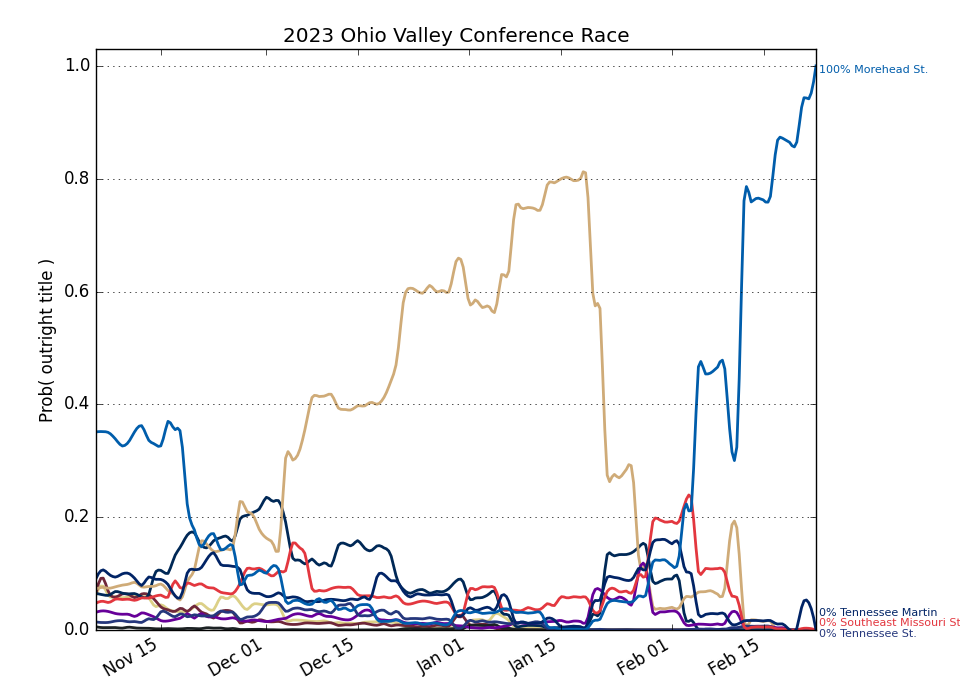 2023 Ohio Valley Conference Race
Prob( outright title )
1.0
0.8
0.6
0.4
0.2
0.0
Nov 15
Dec 01
Dec 15
Jan 01
Jan 15
Feb 01
Feb 15
100% Morehead St.
0% Tennessee Martin
0% Southeast Missouri St
0% Tennessee St.